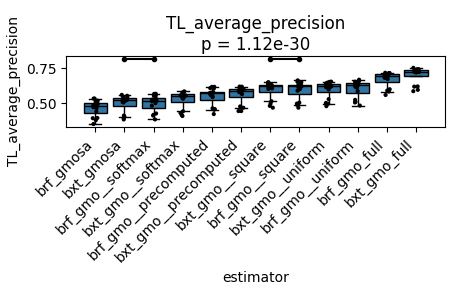 TL_average_precision
p = 1.12e-30
TL_average_precision
0.75
0.50
brf_gmosa
bxt_gmosa
brf_gmo__softmax
bxt_gmo__softmax
brf_gmo__precomputed
bxt_gmo__precomputed
bxt_gmo__square
brf_gmo__square
bxt_gmo__uniform
brf_gmo__uniform
brf_gmo_full
bxt_gmo_full
estimator